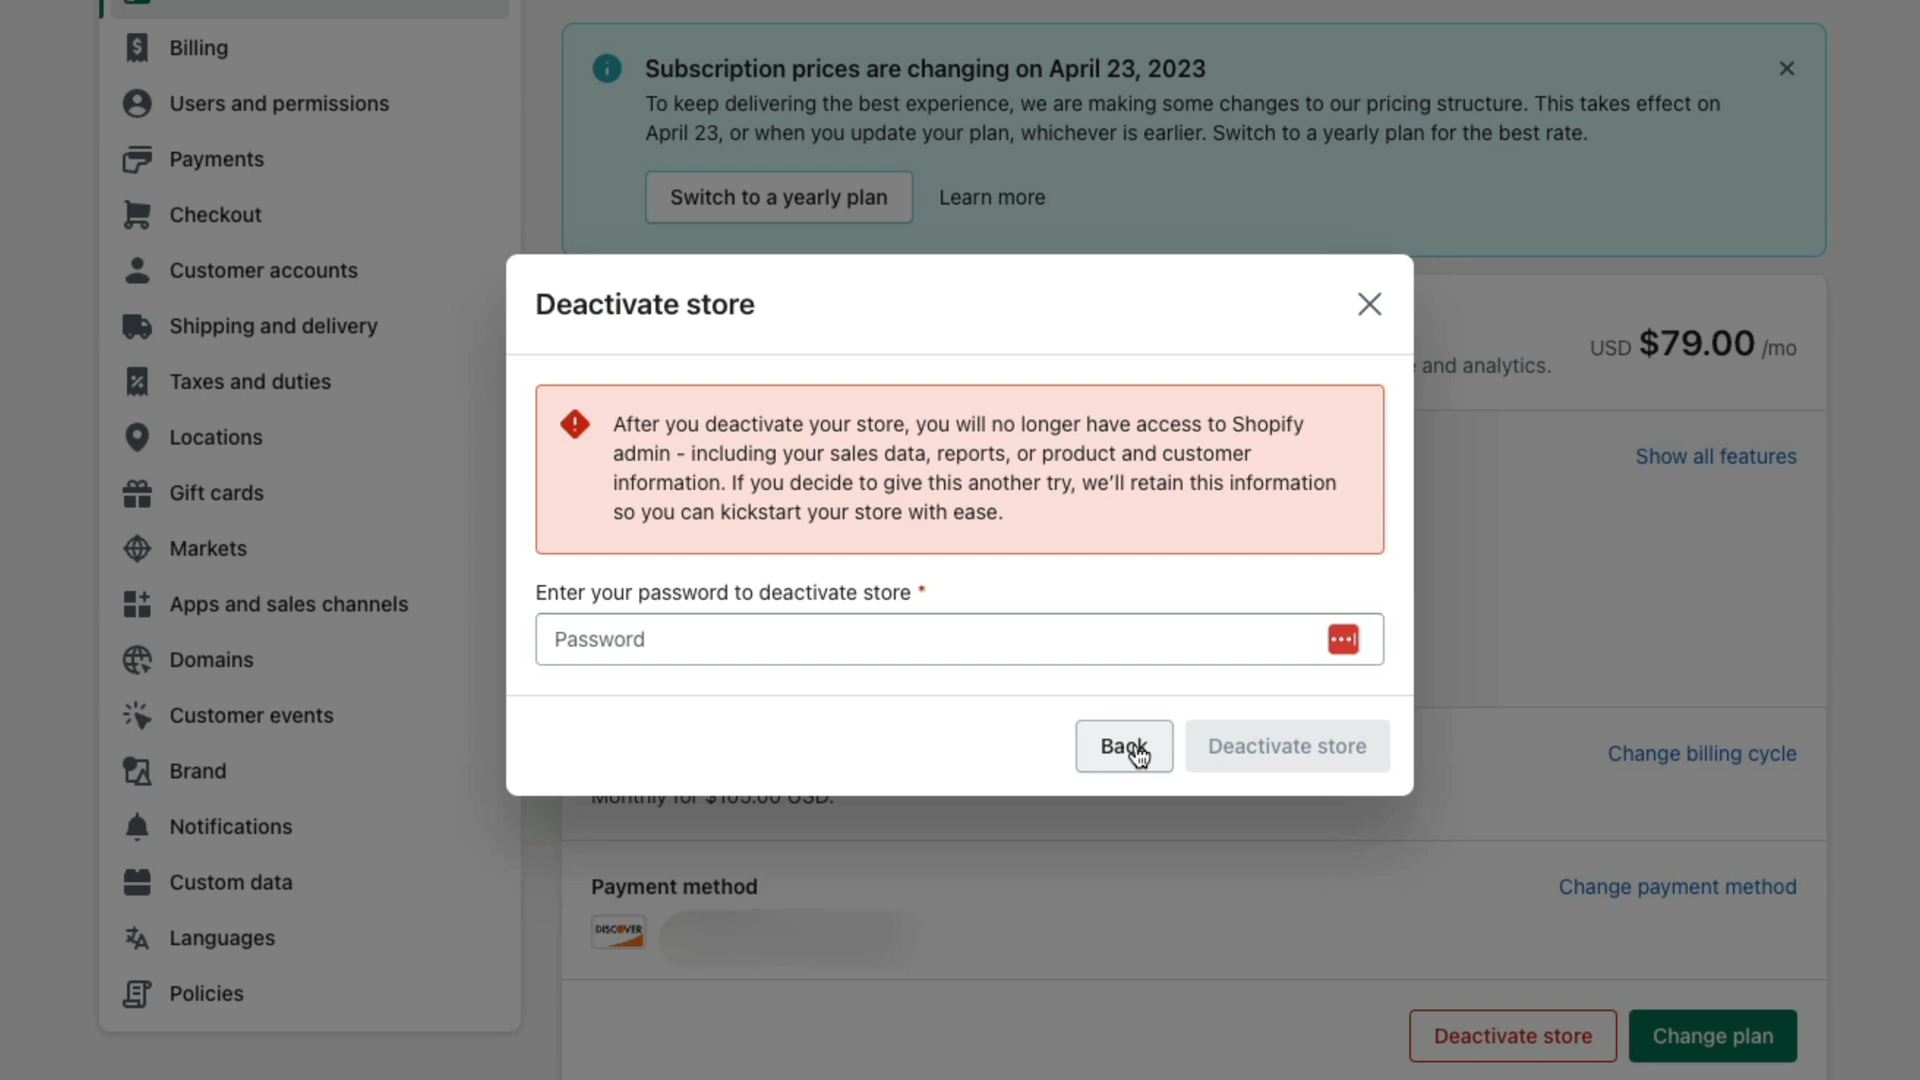 Billing
Users and permissions
Payments
Checkout
Customer accounts
Shipping and delivery
Taxes and duties
Locations
Gift cards
Markets
Apps and sales channels
Domains
Customer events
Brand
Notifications
Custom data
Languages
Policies
Subscription prices are changing on April 23, 2023
To keep delivering the best experience, we are making some changes to our pricing structure. This takes effect on
April 23, or when you update your plan, whichever is earlier. Switch to a yearly plan for the best rate.
Switch to a yearly plan
Learn more
USD $79.00 /mo
and analytics.
Show all features
Deactivate store
After you deactivate your store, you will no longer have access to Shopify
admin - including your sales data, reports, or product and customer
information. If you decide to give this another try, we’ll retain this information
so you can kickstart your store with ease.
Enter your password to deactivate store *
Password
Back
Deactivate store
Change billing cycle
Monthly for $105.00 USD.
Payment method
Change payment method
DISCOVER
Deactivate store
Change plan